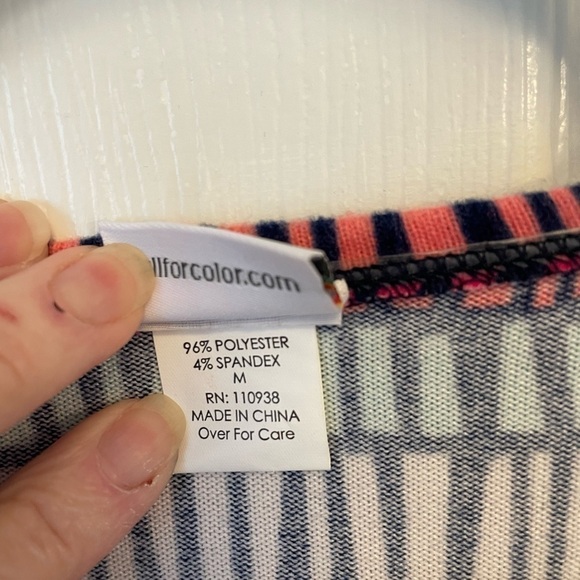 llforcolor.com
96% POLYESTER
4% SPANDEX
M
RN: 110938
MADE IN CHINA
Over For Care